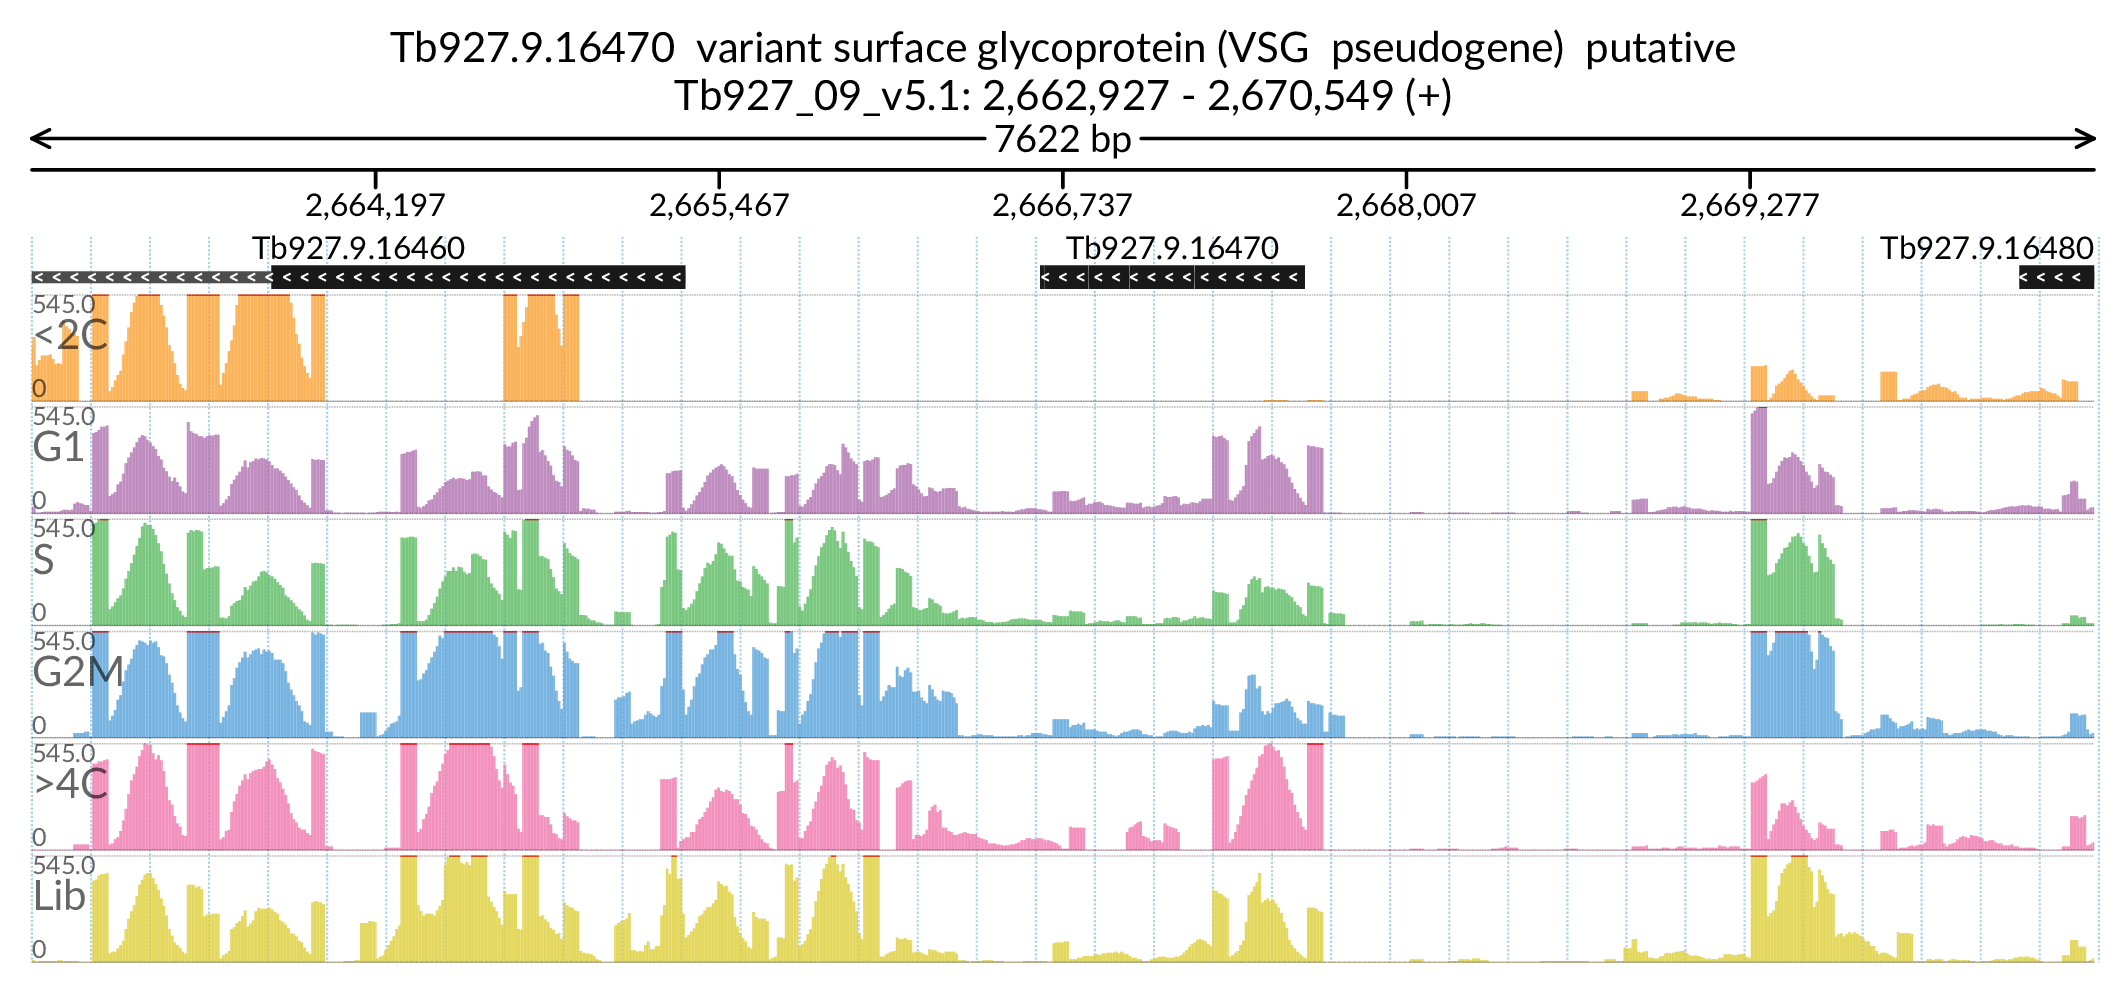 Tb927.9.16470 variant surface glycoprotein (VSG pseudogene) putative
Tb927_09_v5.1: 2,662,927 - 2,670,549 (+)
7622 bp
2,664,197 2,665,467 2,666,737 2,668,007 2,669,277
Tb927.9.16460 Tb927.9.16470 Tb927.9.16480
545.0
<2C
0
545.0
G1
0
545.0
S
0
545.0
G2M
0
545.0
>4C
0
545.0
Lib
0